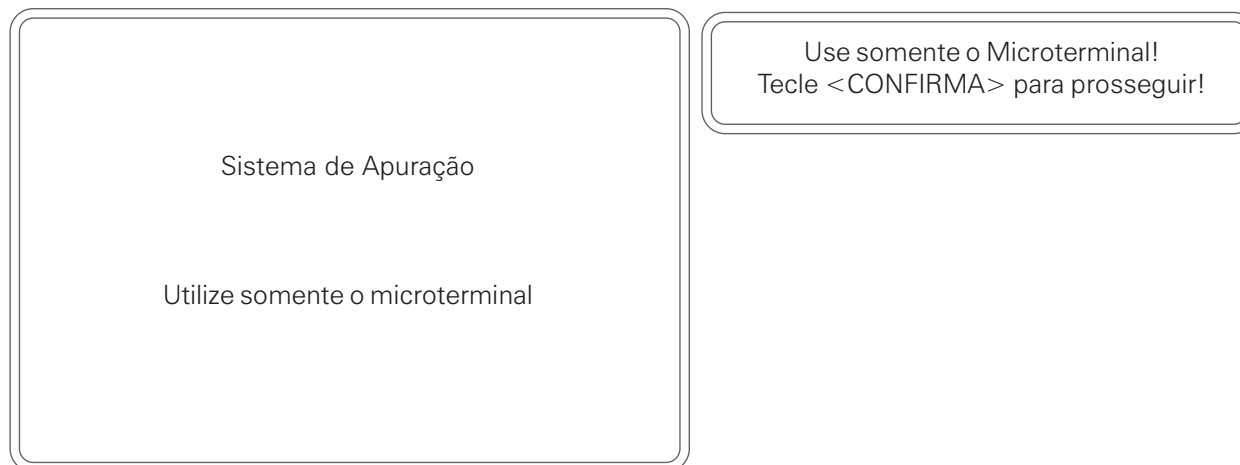 Sistema de Apuração
Utilize somente o microterminal
Use somente o Microterminal!
Tecle <CONFIRMA> para prosseguir!